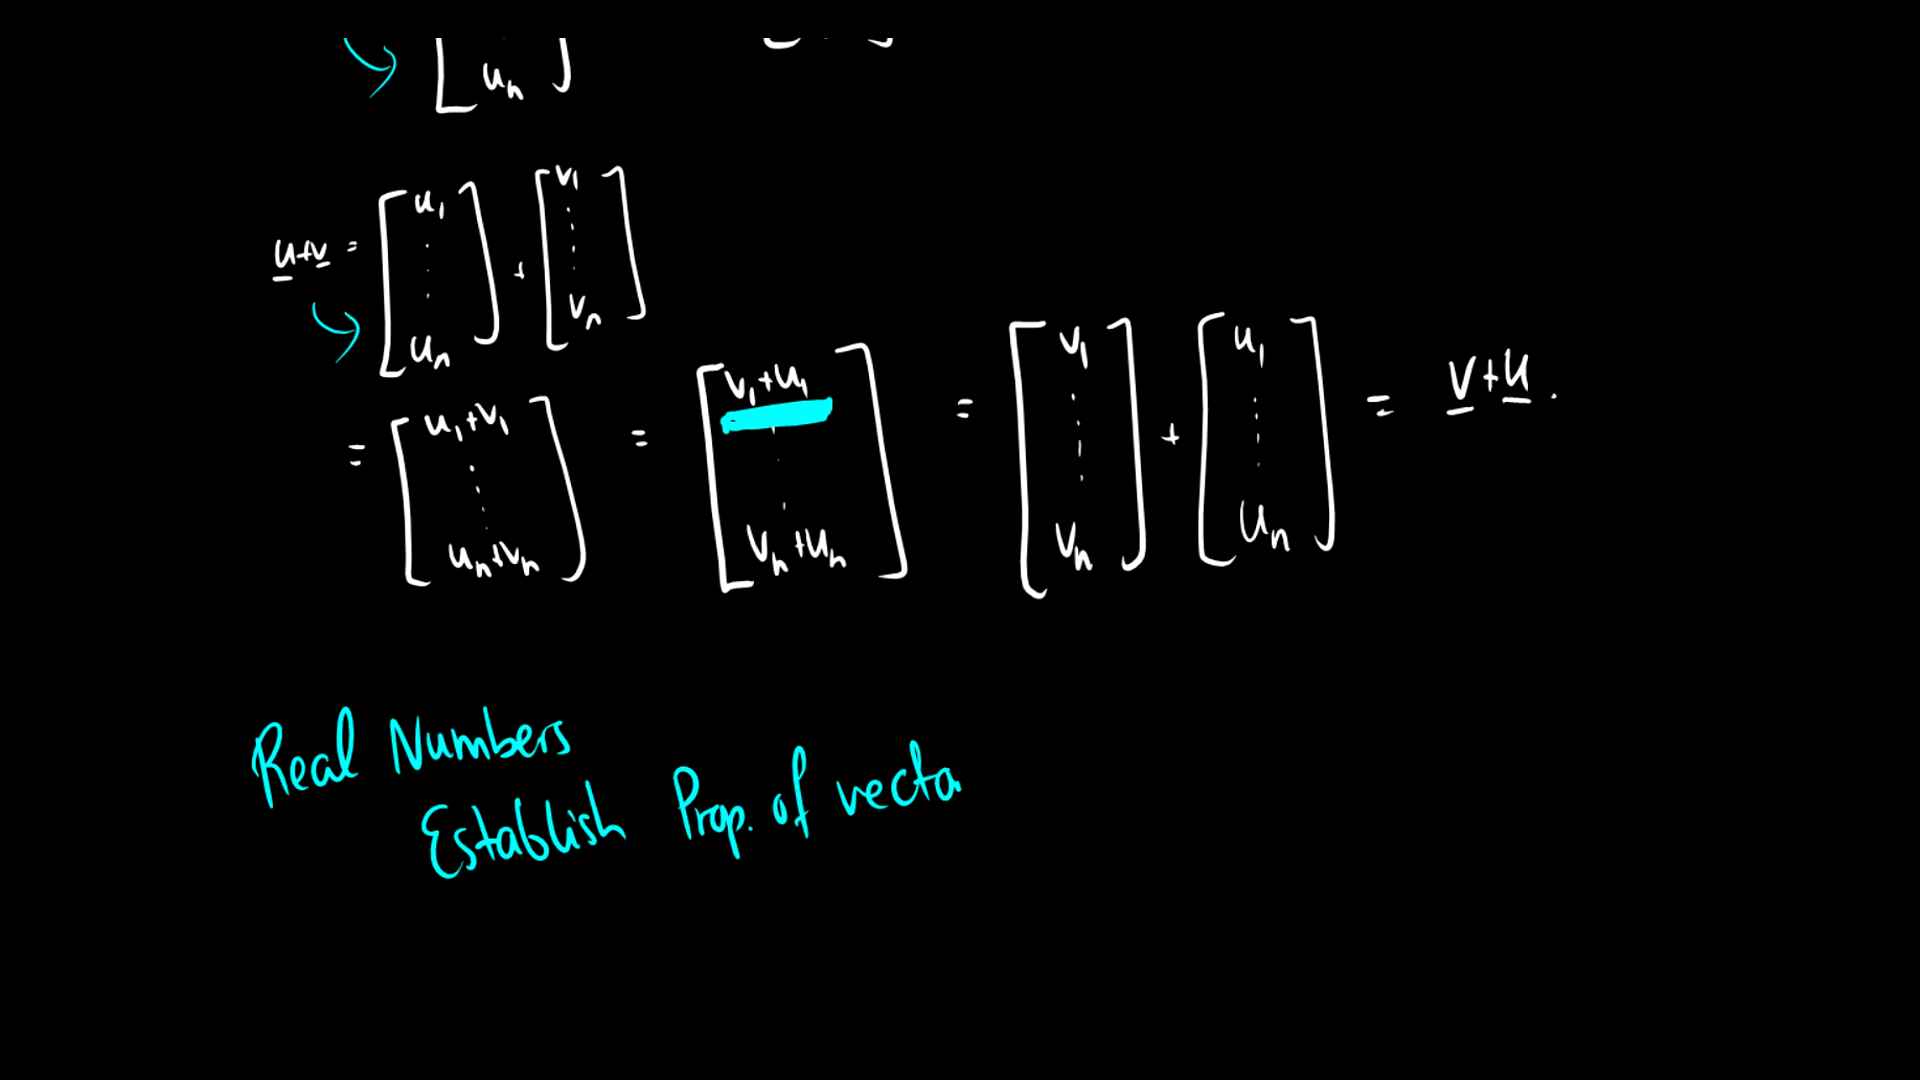 uₙ
u+v = [u₁ ⋮ uₙ] + [v₁ ⋮ vₙ]
= [u₁+v₁ ⋮ uₙ+vₙ] = [v₁+u₁ ⋮ vₙ+uₙ] = [v₁ ⋮ vₙ] + [u₁ ⋮ uₙ] = v+u.
Real Numbers
Establish Prop. of vecto